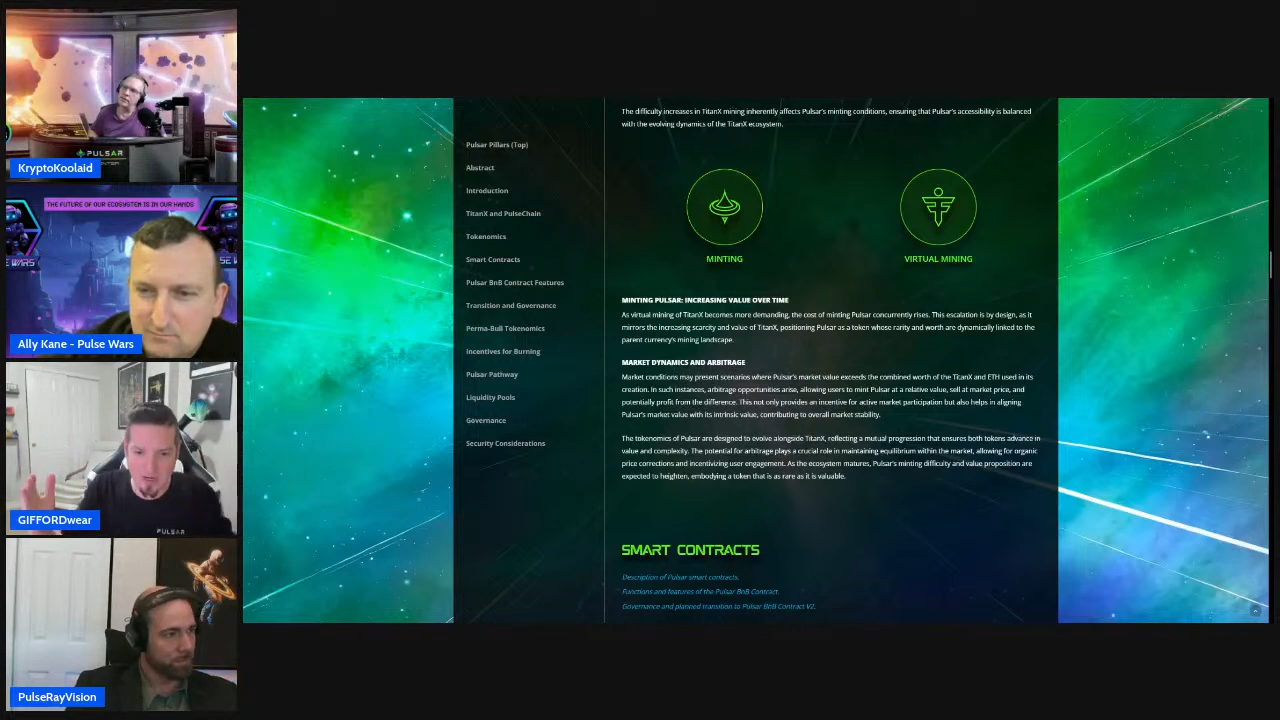 PULSAR
KryptoKoolaid
THE FUTURE OF OUR ECOSYSTEM IS IN OUR HANDS
Ally Kane - Pulse Wars
PULSAR
GIFFORDwear
PulseRayVision
Pulsar Pillars (Top)
Abstract
Introduction
TitanX and PulseChain
Tokenomics
Smart Contracts
Pulsar BnB Contract Features
Transition and Governance
Perma-Bull Tokenomics
Incentives for Burning
Pulsar Pathway
Liquidity Pools
Governance
Security Considerations
The difficulty increases in TitanX mining inherently affects Pulsar's minting conditions, ensuring that Pulsar's accessibility is balanced
with the evolving dynamics of the TitanX ecosystem.
MINTING
VIRTUAL MINING
MINTING PULSAR: INCREASING VALUE OVER TIME
As virtual mining of TitanX becomes more demanding, the cost of minting Pulsar concurrently rises. This escalation is by design, as it
mirrors the increasing scarcity and value of TitanX, positioning Pulsar as a token whose rarity and worth are dynamically linked to the
parent currency's mining landscape.
MARKET DYNAMICS AND ARBITRAGE
Market conditions may present scenarios where Pulsar's market value exceeds the combined worth of the TitanX and ETH used in its
creation. In such instances, arbitrage opportunities arise, allowing users to mint Pulsar at a relative value, sell at market price, and
potentially profit from the difference. This not only provides an incentive for active market participation but also helps in aligning
Pulsar's market value with its intrinsic value, contributing to overall market stability.
The tokenomics of Pulsar are designed to evolve alongside TitanX, reflecting a mutual progression that ensures both tokens advance in
value and complexity. The potential for arbitrage plays a crucial role in maintaining equilibrium within the market, allowing for organic
price corrections and incentivizing user engagement. As the ecosystem matures, Pulsar's minting difficulty and value proposition are
expected to heighten, embodying a token that is as rare as it is valuable.
SMART CONTRACTS
Description of Pulsar smart contracts.
Functions and features of the Pulsar BnB Contract.
Governance and planned transition to Pulsar BnB Contract V2.